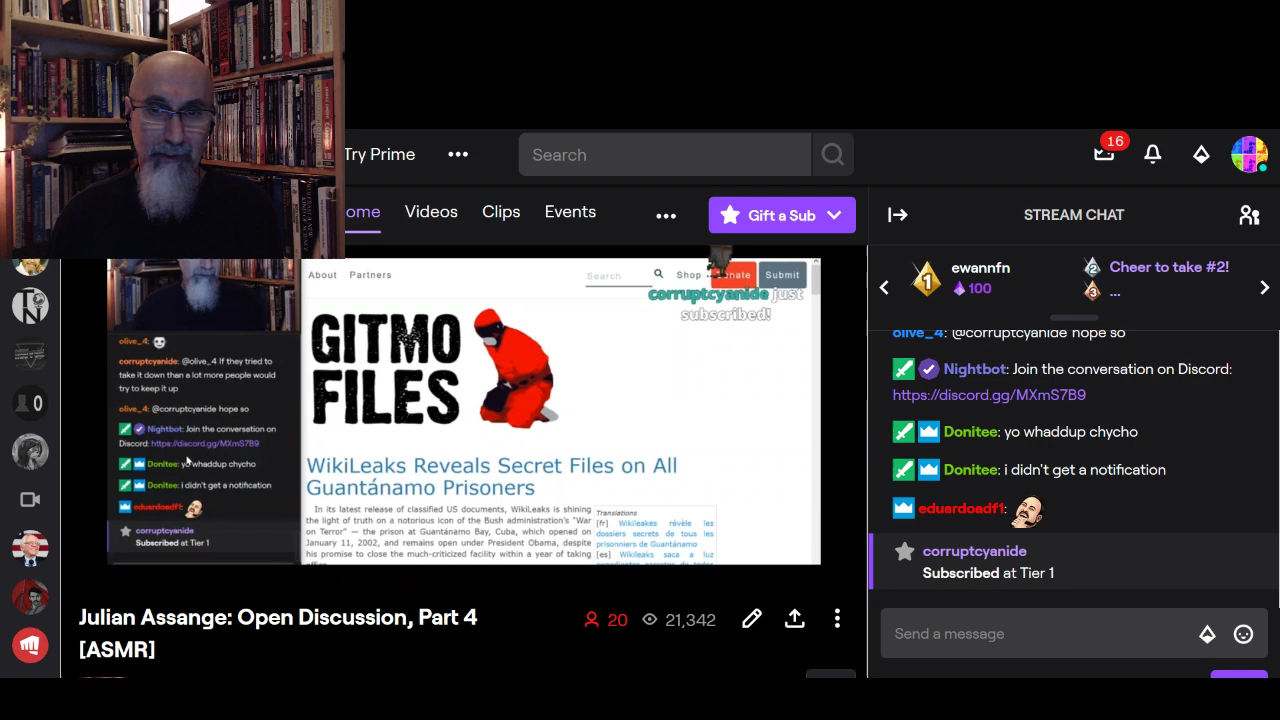 Try Prime
Search
16
ome
Videos
Clips
Events
Gift a Sub
STREAM CHAT
About
Partners
Search
Shop
Submit
corruptcyanide just
subscribed!
GITMO
FILES
WikiLeaks Reveals Secret Files on All
Guantánamo Prisoners
In its latest release of classified US documents, WikiLeaks is shining
the light of truth on a notorious icon of the Bush administration's "War
on Terror" — the prison at Guantánamo Bay, Cuba, which opened on
January 11, 2002, and remains open under President Obama, despite
his promise to close the much-criticized facility within a year of taking
Translations
[fr] Wikileakes révèle les
dossiers secrets de tous les
prisonniers de Guantánamo
[es] Wikileaks saca a luz
olive_4:
corruptcyanide: @olive_4 If they tried to
take it down than a lot more people would
try to keep it up
olive_4: @corruptcyanide hope so
Nightbot: Join the conversation on
Discord: https://discord.gg/MXmS7B9
Donitee: yo whaddup chycho
Donitee: i didn't get a notification
eduardoadf1:
corruptcyanide
Subscribed at Tier 1
0
Julian Assange: Open Discussion, Part 4
[ASMR]
20
21,342
1
ewannfn
100
2
Cheer to take #2!
3
...
olive_4: @corruptcyanide hope so
Nightbot: Join the conversation on Discord:
https://discord.gg/MXmS7B9
Donitee: yo whaddup chycho
Donitee: i didn't get a notification
eduardoadf1:
corruptcyanide
Subscribed at Tier 1
Send a message